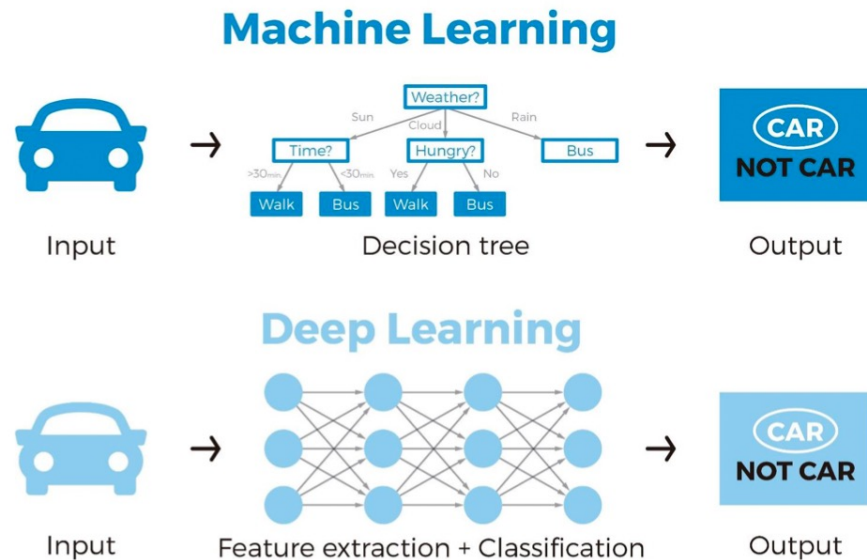 Machine Learning
Weather?
Sun
Cloud
Rain
Time?
Hungry?
Bus
>30min
<30min
Yes
No
Walk
Bus
Walk
Bus
CAR
NOT CAR
Input
Decision tree
Output
Deep Learning
CAR
NOT CAR
Input
Feature extraction + Classification
Output